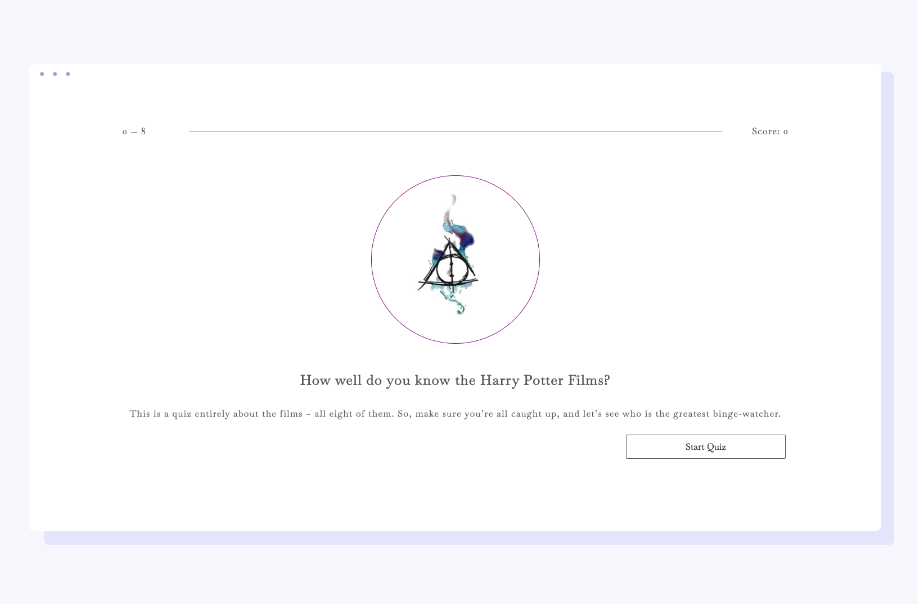 0 — 8
Score: 0
How well do you know the Harry Potter Films?
This is a quiz entirely about the films – all eight of them. So, make sure you're all caught up, and let's see who is the greatest binge-watcher.
Start Quiz